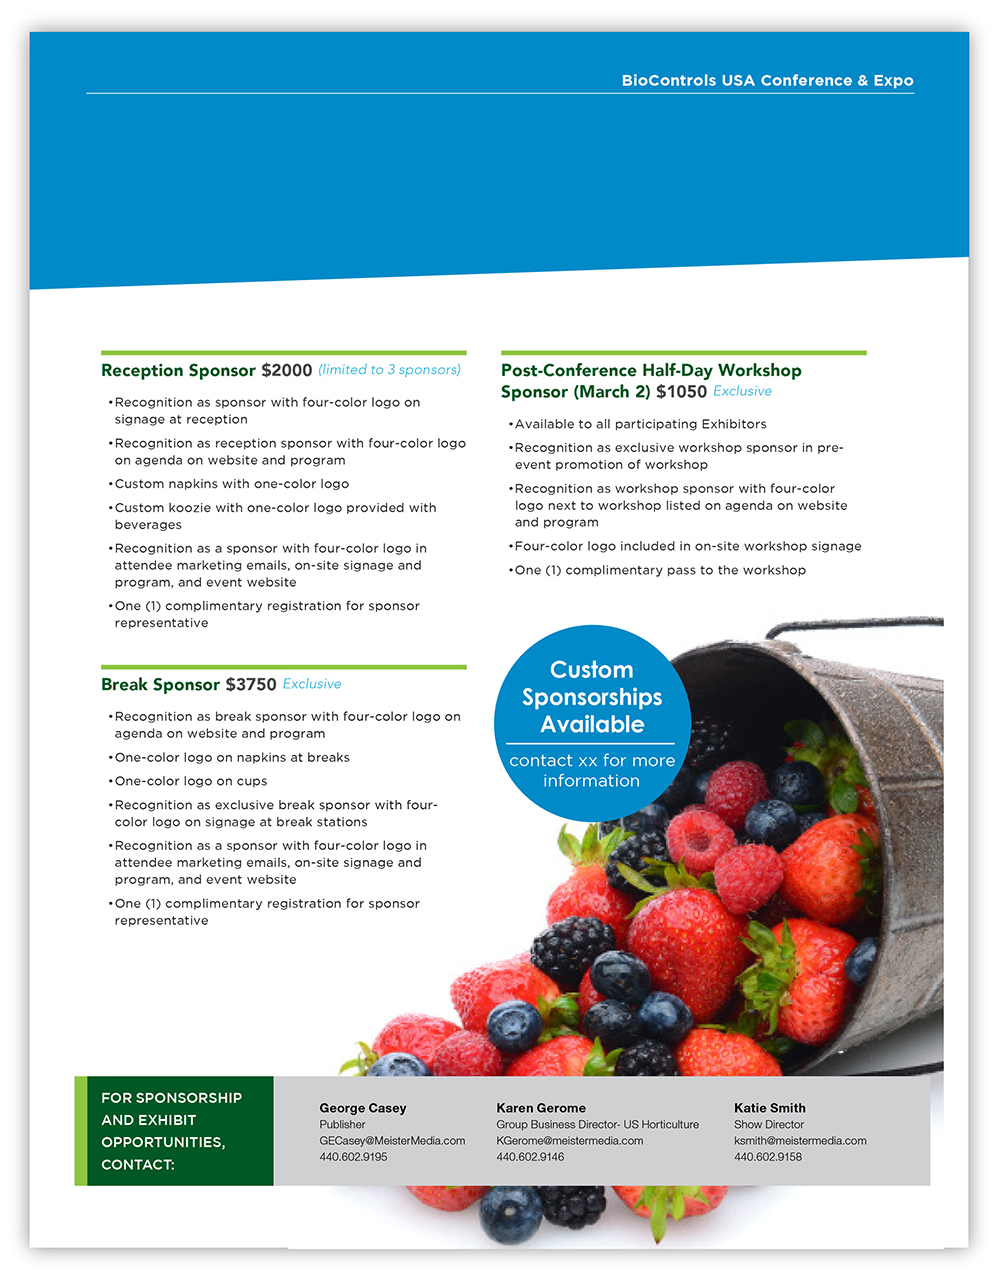 BioControls USA Conference & Expo
Reception Sponsor $2000 (limited to 3 sponsors)
•Recognition as sponsor with four-color logo on
signage at reception
•Recognition as reception sponsor with four-color logo
on agenda on website and program
•Custom napkins with one-color logo
•Custom koozie with one-color logo provided with
beverages
•Recognition as a sponsor with four-color logo in
attendee marketing emails, on-site signage and
program, and event website
•One (1) complimentary registration for sponsor
representative
Break Sponsor $3750 Exclusive
•Recognition as break sponsor with four-color logo on
agenda on website and program
•One-color logo on napkins at breaks
•One-color logo on cups
•Recognition as exclusive break sponsor with four-
color logo on signage at break stations
•Recognition as a sponsor with four-color logo in
attendee marketing emails, on-site signage and
program, and event website
•One (1) complimentary registration for sponsor
representative
Post-Conference Half-Day Workshop
Sponsor (March 2) $1050 Exclusive
•Available to all participating Exhibitors
•Recognition as exclusive workshop sponsor in pre-
event promotion of workshop
•Recognition as workshop sponsor with four-color
logo next to workshop listed on agenda on website
and program
•Four-color logo included in on-site workshop signage
•One (1) complimentary pass to the workshop
Custom
Sponsorships
Available
contact xx for more
information
FOR SPONSORSHIP
AND EXHIBIT
OPPORTUNITIES,
CONTACT:
George Casey
Publisher
GECasey@MeisterMedia.com
440.602.9195
Karen Gerome
Group Business Director- US Horticulture
KGerome@meistermedia.com
440.602.9146
Katie Smith
Show Director
ksmith@meistermedia.com
440.602.9158